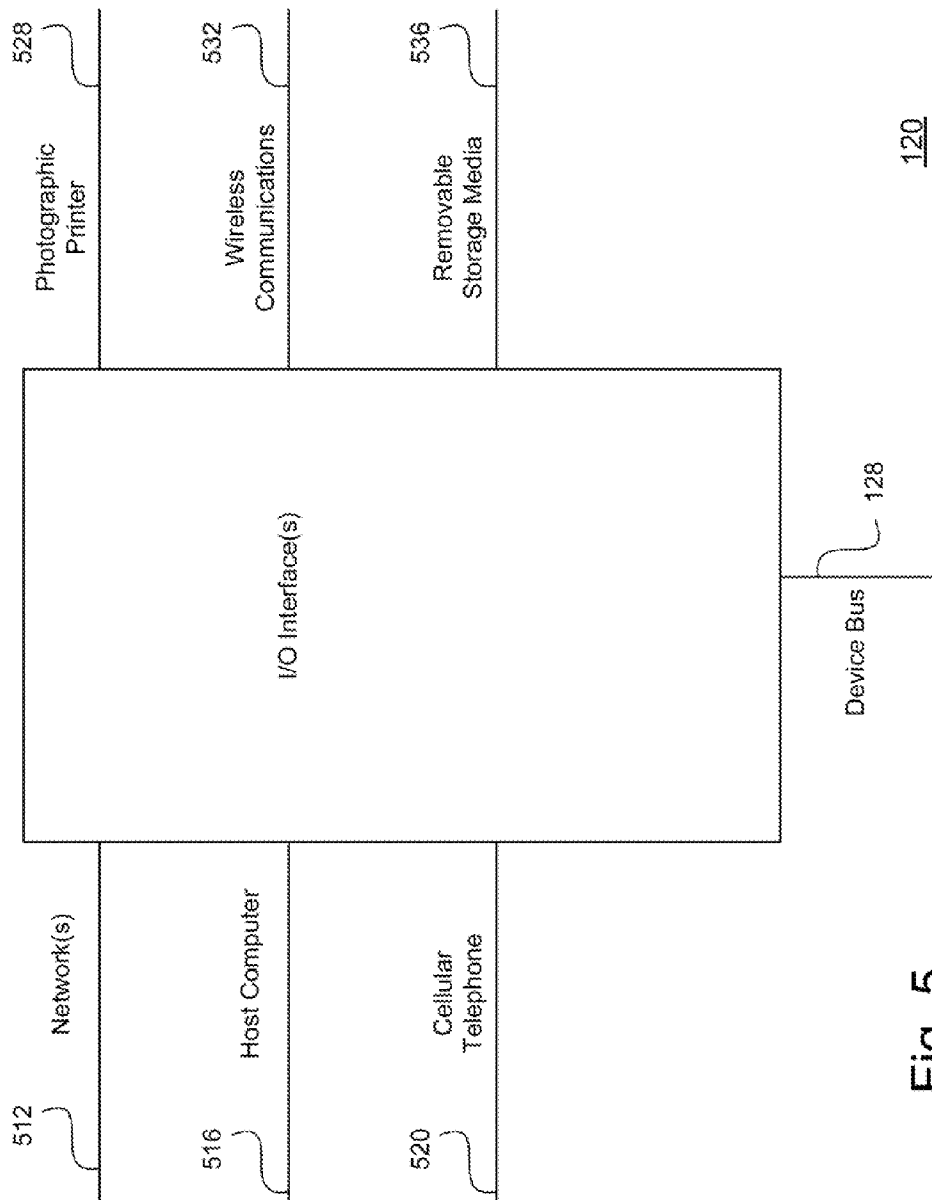 512
Network(s)
516
Host Computer
520
Cellular
Telephone
I/O Interface(s)
528
Photographic
Printer
532
Wireless
Communications
536
Removable
Storage Media
Device Bus
128
120
Fig. 5